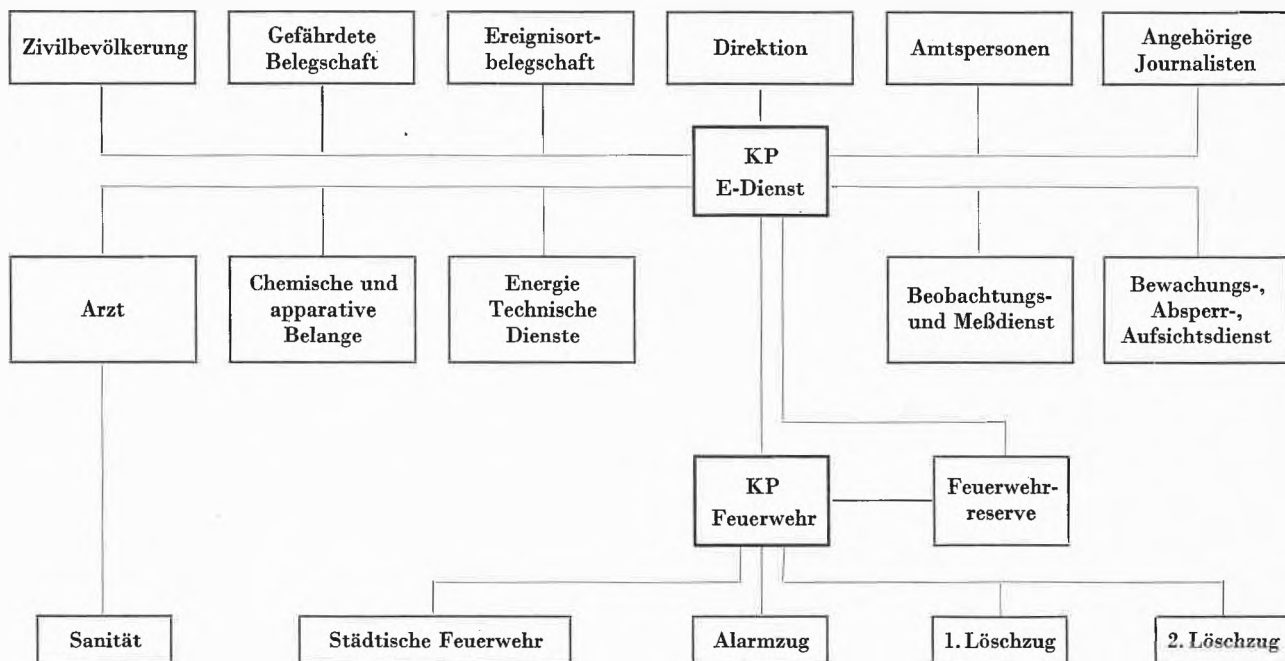 Zivilbevölkerung
Gefährdete
Belegschaft
Ereignisort-
belegschaft
Direktion
Amtspersonen
Angehörige
Journalisten
KP
E-Dienst
Arzt
Chemische und
apparative
Belange
Energie
Technische
Dienste
Beobachtungs-
und Meßdienst
Bewachungs-,
Absperr-,
Aufsichtsdienst
KP
Feuerwehr
Feuerwehr-
reserve
Sanität
Städtische Feuerwehr
Alarmzug
1. Löschzug
2. Löschzug